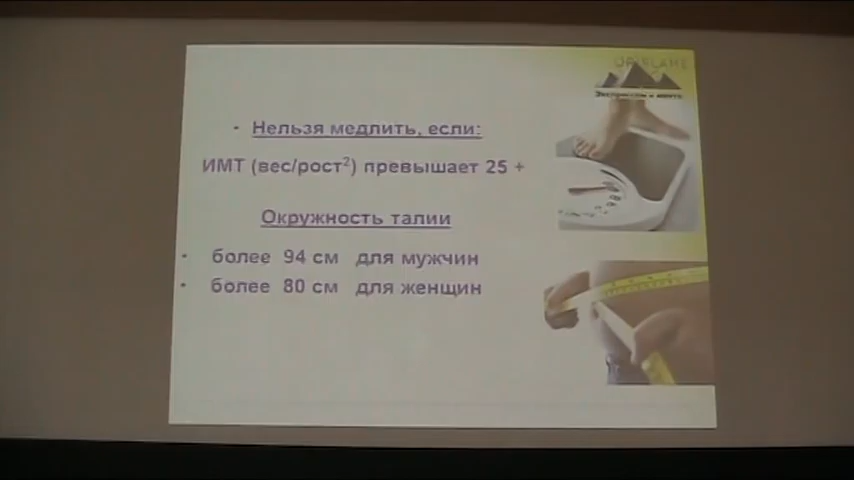 ORIFLAME
- Нельзя медлить, если:
ИМТ (вес/рост²) превышает 25 +
Окружность талии
• более 94 см для мужчин
• более 80 см для женщин